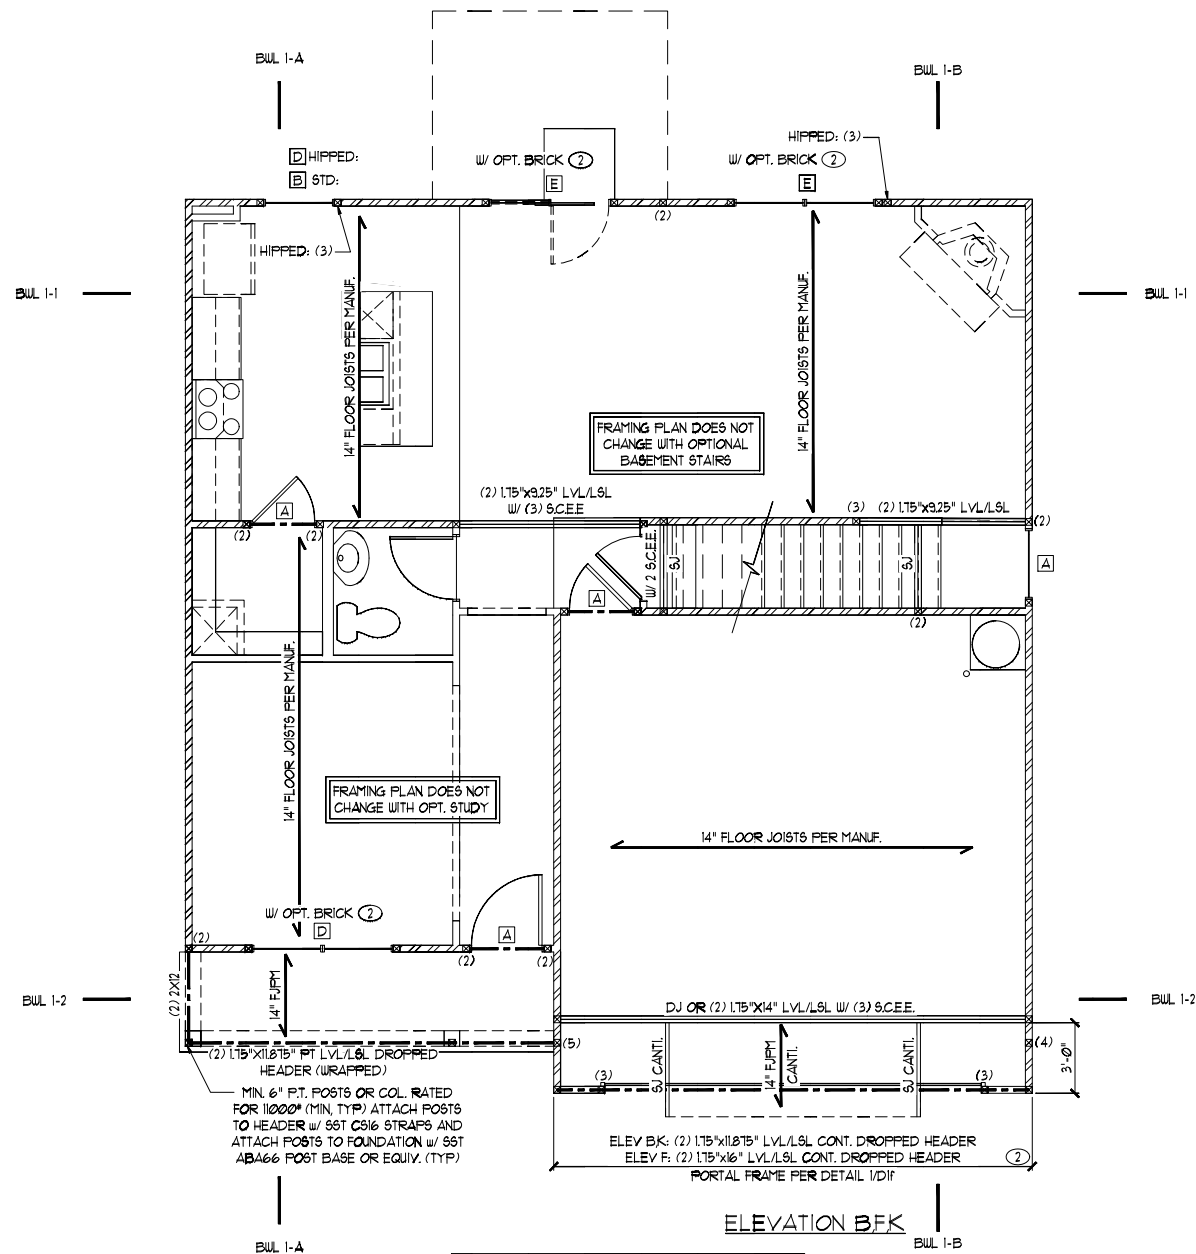 BWL 1-A
BWL 1-B
HIPPED: (3)
D HIPPED:
B STD:
W/ OPT. BRICK 2
E
W/ OPT. BRICK 2
E
(2)
HIPPED: (3)
BWL 1-1
BWL 1-1
14" FLOOR JOISTS PER MANUF.
14" FLOOR JOISTS PER MANUF.
FRAMING PLAN DOES NOT
CHANGE WITH OPTIONAL
BASEMENT STAIRS
(2) 1.75"x9.25" LVL/LSL
W/ (3) S.C.E.E
(3) (2) 1.75"x9.25" LVL/LSL
(2)
A
(2)
(2)
W/ 2 S.C.E.E.
SJ
SJ
A
A
(2)
14" FLOOR JOISTS PER MANUF.
FRAMING PLAN DOES NOT
CHANGE WITH OPT. STUDY
14" FLOOR JOISTS PER MANUF.
W/ OPT. BRICK 2
D
A
(2)
(2)
(2)
(2) 2X12
14" FJPM
BWL 1-2
BWL 1-2
DJ OR (2) 1.75"X14" LVL/LSL W/ (3) S.C.E.E.
(5)
(4)
(2) 1.75"x11.875" PT LVL/LSL DROPPED
HEADER (WRAPPED)
SJ CANTI.
14" FJPM
CANTI.
SJ CANTI.
3'-0"
(3)
(3)
MIN. 6" P.T. POSTS OR COL. RATED
FOR 11000# (MIN, TYP) ATTACH POSTS
TO HEADER w/ SST CS16 STRAPS AND
ATTACH POSTS TO FOUNDATION w/ SST
ABA66 POST BASE OR EQUIV. (TYP)
ELEV B,K: (2) 1.75"x11.875" LVL/LSL CONT. DROPPED HEADER
ELEV F: (2) 1.75"x16" LVL/LSL CONT. DROPPED HEADER 2
PORTAL FRAME PER DETAIL 1/D1f
ELEVATION B,F,K
BWL 1-A
BWL 1-B